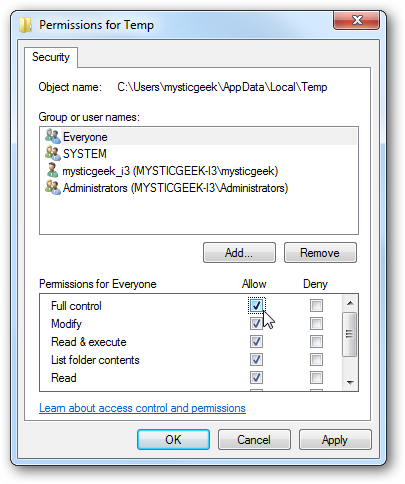 Permissions for Temp
Security
Object name: C:\Users\mysticgeek\AppData\Local\Temp
Group or user names:
Everyone
SYSTEM
mysticgeek_i3 (MYSTICGEEK-I3\mysticgeek)
Administrators (MYSTICGEEK-I3\Administrators)
Add... Remove
Permissions for Everyone Allow Deny
Full control
Modify
Read & execute
List folder contents
Read
Learn about access control and permissions
OK Cancel Apply